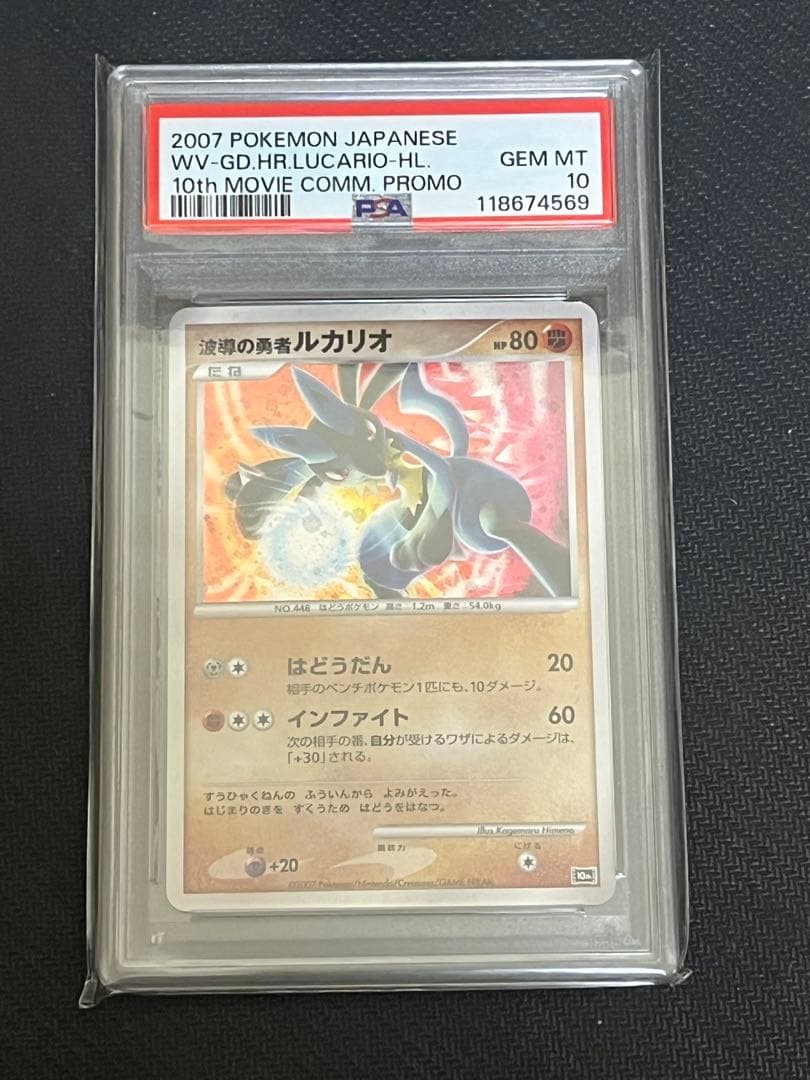 2007 POKEMON JAPANESE
WV-GD.HR.LUCARIO-HL. GEM MT
10th MOVIE COMM. PROMO 10
PSA 118674569
波導の勇者ルカリオ HP80
たね
NO.448 はどうポケモン 高さ:1.2m 重さ:54.0kg
はどうだん 20
相手のベンチポケモン1匹にも、10ダメージ。
インファイト 60
次の相手の番、自分が受けるワザによるダメージは、
「+30」される。
すうひゃくねんの ふういんから よみがえった。
はじまりのきを すくうため はどうをはなつ。
Illus. Kagemaru Himeno
弱点 抵抗力 にげる
+20
©2007 Pokémon/Nintendo/Creatures/GAME FREAK.
10th